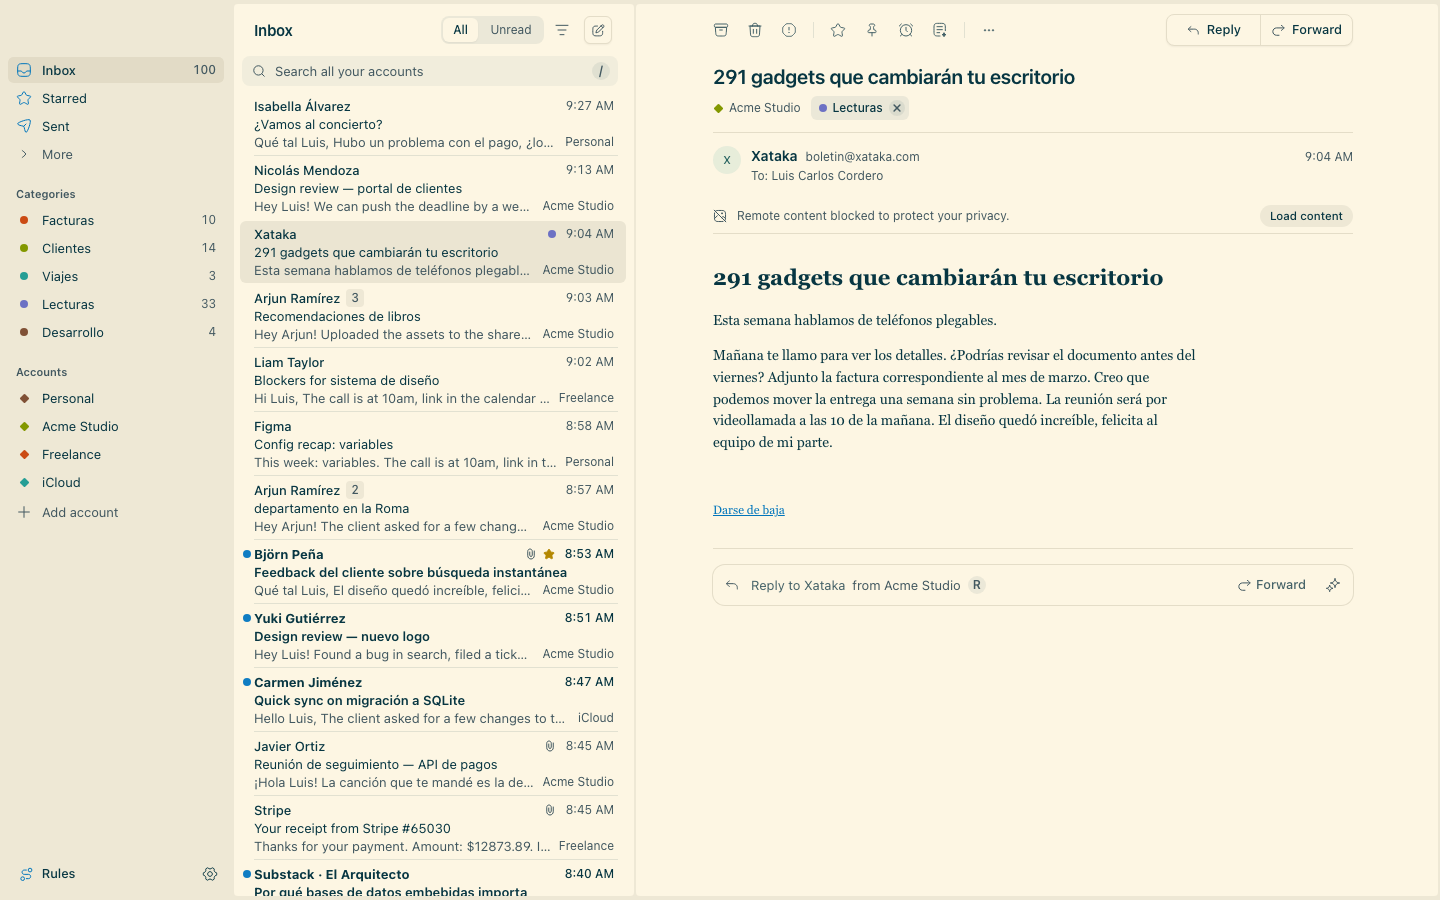 Inbox 100
Starred
Sent
More
Categories
Facturas 10
Clientes 14
Viajes 3
Lecturas 33
Desarrollo 4
Accounts
Personal
Acme Studio
Freelance
iCloud
Add account
Rules
Inbox All Unread
Search all your accounts /
Isabella Álvarez 9:27 AM
¿Vamos al concierto?
Qué tal Luis, Hubo un problema con el pago, ¿lo... Personal
Nicolás Mendoza 9:13 AM
Design review — portal de clientes
Hey Luis! We can push the deadline by a we... Acme Studio
Xataka 9:04 AM
291 gadgets que cambiarán tu escritorio
Esta semana hablamos de teléfonos plegabl... Acme Studio
Arjun Ramírez 3 9:03 AM
Recomendaciones de libros
Hey Arjun! Uploaded the assets to the share... Acme Studio
Liam Taylor 9:02 AM
Blockers for sistema de diseño
Hi Luis, The call is at 10am, link in the calendar ... Freelance
Figma 8:58 AM
Config recap: variables
This week: variables. The call is at 10am, link in t... Personal
Arjun Ramírez 2 8:57 AM
departamento en la Roma
Hey Arjun! The client asked for a few chang... Acme Studio
Björn Peña 8:53 AM
Feedback del cliente sobre búsqueda instantánea
Qué tal Luis, El diseño quedó increíble, felici... Acme Studio
Yuki Gutiérrez 8:51 AM
Design review — nuevo logo
Hey Luis! Found a bug in search, filed a tick... Acme Studio
Carmen Jiménez 8:47 AM
Quick sync on migración a SQLite
Hello Luis, The client asked for a few changes to t... iCloud
Javier Ortiz 8:45 AM
Reunión de seguimiento — API de pagos
¡Hola Luis! La canción que te mandé es la de... Acme Studio
Stripe 8:45 AM
Your receipt from Stripe #65030
Thanks for your payment. Amount: $12873.89. I... Freelance
Substack · El Arquitecto 8:40 AM
Por qué bases de datos embebidas importa
Reply Forward
291 gadgets que cambiarán tu escritorio
Acme Studio Lecturas
X Xataka boletin@xataka.com 9:04 AM
To: Luis Carlos Cordero
Remote content blocked to protect your privacy. Load content
291 gadgets que cambiarán tu escritorio
Esta semana hablamos de teléfonos plegables.
Mañana te llamo para ver los detalles. ¿Podrías revisar el documento antes del
viernes? Adjunto la factura correspondiente al mes de marzo. Creo que
podemos mover la entrega una semana sin problema. La reunión será por
videollamada a las 10 de la mañana. El diseño quedó increíble, felicita al
equipo de mi parte.
Darse de baja
Reply to Xataka from Acme Studio R Forward